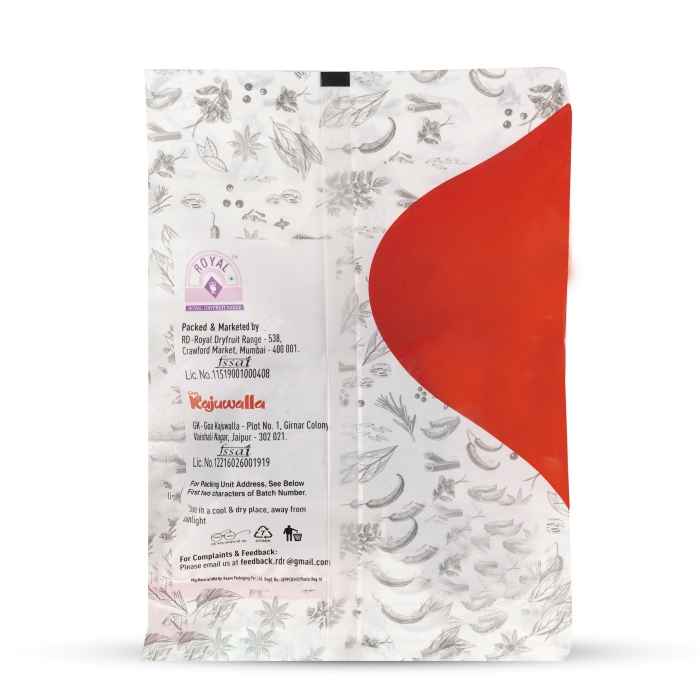 ROYAL
ROYAL DRYFRUIT RANGE
Packed & Marketed by
RD-Royal Dryfruit Range - 538,
Crawford Market, Mumbai - 400 001.
fssai
Lic. No.11519001000408
Goa
Kajuwalla
GK-Goa Kajuwalla - Plot No. 1, Girnar Colony
Vaishali Nagar, Jaipur - 302 021.
fssai
Lic. No.12216026001919
For Packing Unit Address, See Below
First two characters of Batch Number.
in a cool & dry place, away from
For Complaints & Feedback:
Please email us at feedback.rdr@gmail.com